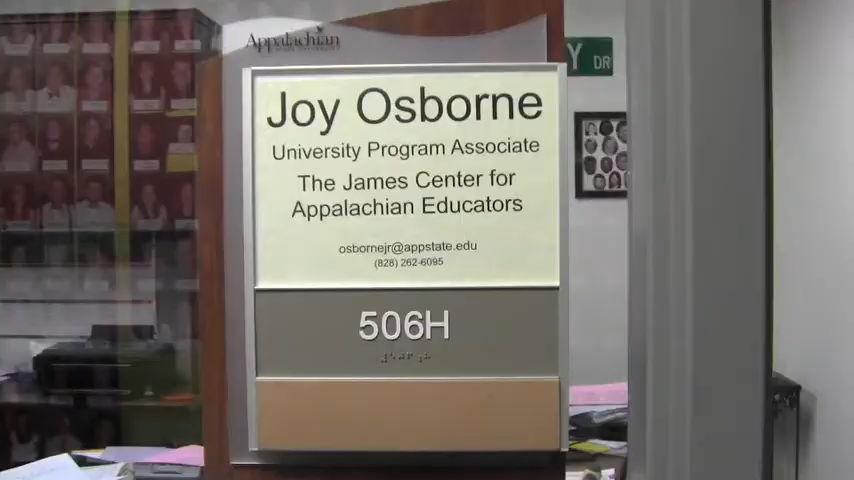 Appalachian
Y DR
Joy Osborne
University Program Associate
The James Center for
Appalachian Educators
osbornejr@appstate.edu
(828) 262-6095
506H